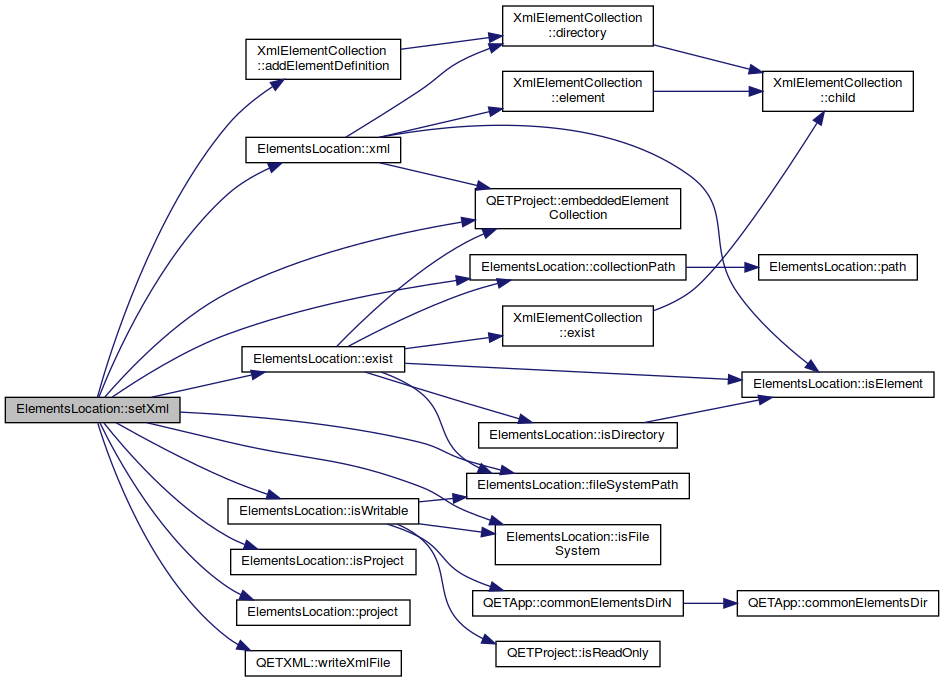 XmlElementCollection
::directory
XmlElementCollection
::addElementDefinition
XmlElementCollection
::child
XmlElementCollection
::element
ElementsLocation::xml
QETProject::embeddedElement
Collection
ElementsLocation::collectionPath
ElementsLocation::path
XmlElementCollection
::exist
ElementsLocation::exist
ElementsLocation::isElement
ElementsLocation::setXml
ElementsLocation::isDirectory
ElementsLocation::fileSystemPath
ElementsLocation::isWritable
ElementsLocation::isFile
System
ElementsLocation::isProject
QETApp::commonElementsDirN
QETApp::commonElementsDir
ElementsLocation::project
QETProject::isReadOnly
QETXML::writeXmlFile